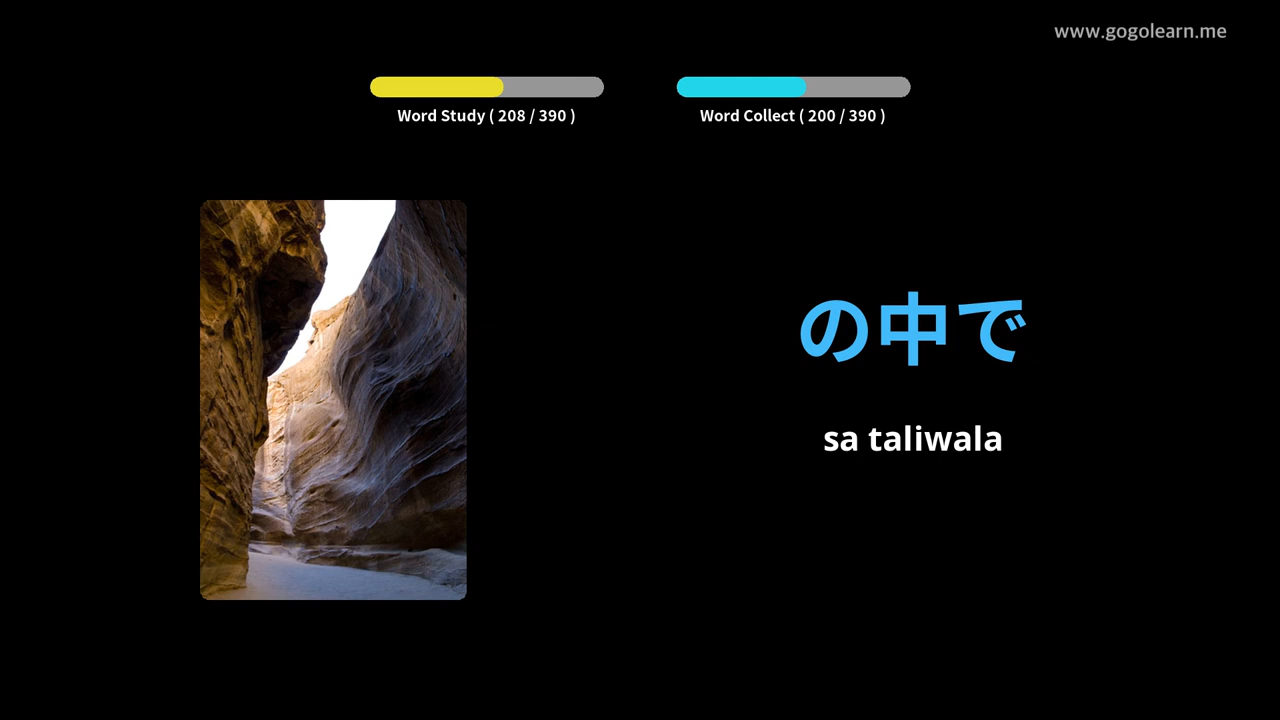 www.gogolearn.me
Word Study ( 208 / 390 )
Word Collect ( 200 / 390 )
の中で
sa taliwala